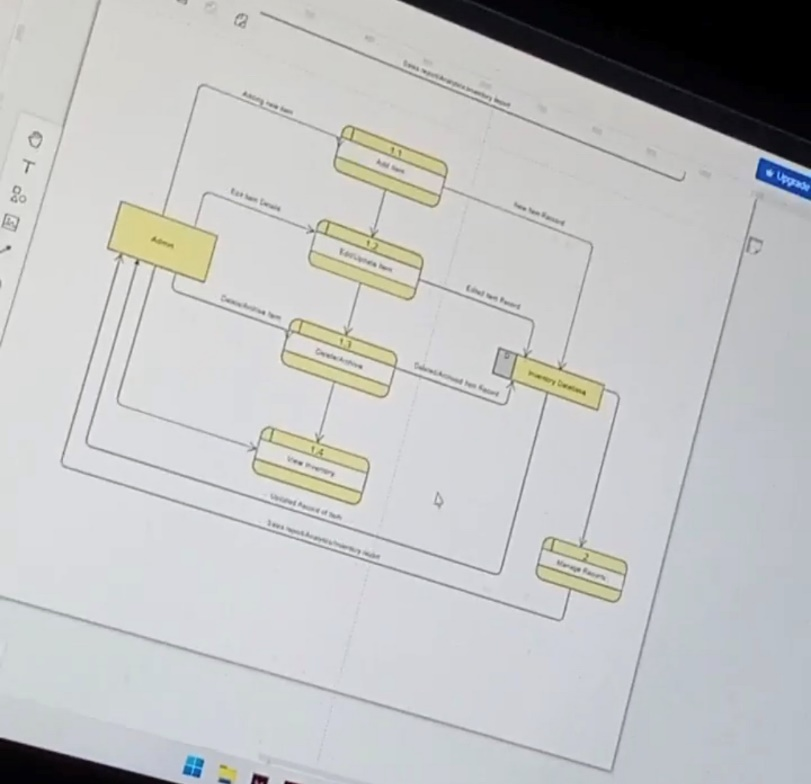 Sales report/Analytics/Inventory Report
Upgrade
T
Adding new item
1.1
Add Item
New Item Record
Edit Item Details
1.2
Edit/Update Item
Admin
Edited Item Record
Delete/Archive Item
1.3
Delete/Archive
Deleted/Archived Item Record
D
Inventory Database
1.4
View Inventory
Updated Record of Item
Sales report/Analytics/Inventory Report
2
Manage Reports